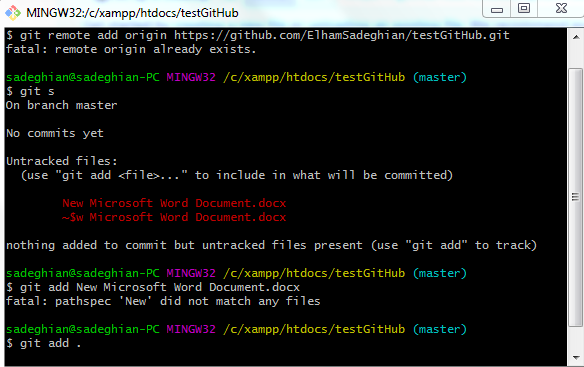 MINGW32:/c/xampp/htdocs/testGitHub
$ git remote add origin https://github.com/ElhamSadeghian/testGitHub.git
fatal: remote origin already exists.
sadeghian@sadeghian-PC MINGW32 /c/xampp/htdocs/testGitHub (master)
$ git s
On branch master
No commits yet
Untracked files:
(use "git add <file>..." to include in what will be committed)
New Microsoft Word Document.docx
~$w Microsoft Word Document.docx
nothing added to commit but untracked files present (use "git add" to track)
sadeghian@sadeghian-PC MINGW32 /c/xampp/htdocs/testGitHub (master)
$ git add New Microsoft Word Document.docx
fatal: pathspec 'New' did not match any files
sadeghian@sadeghian-PC MINGW32 /c/xampp/htdocs/testGitHub (master)
$ git add .